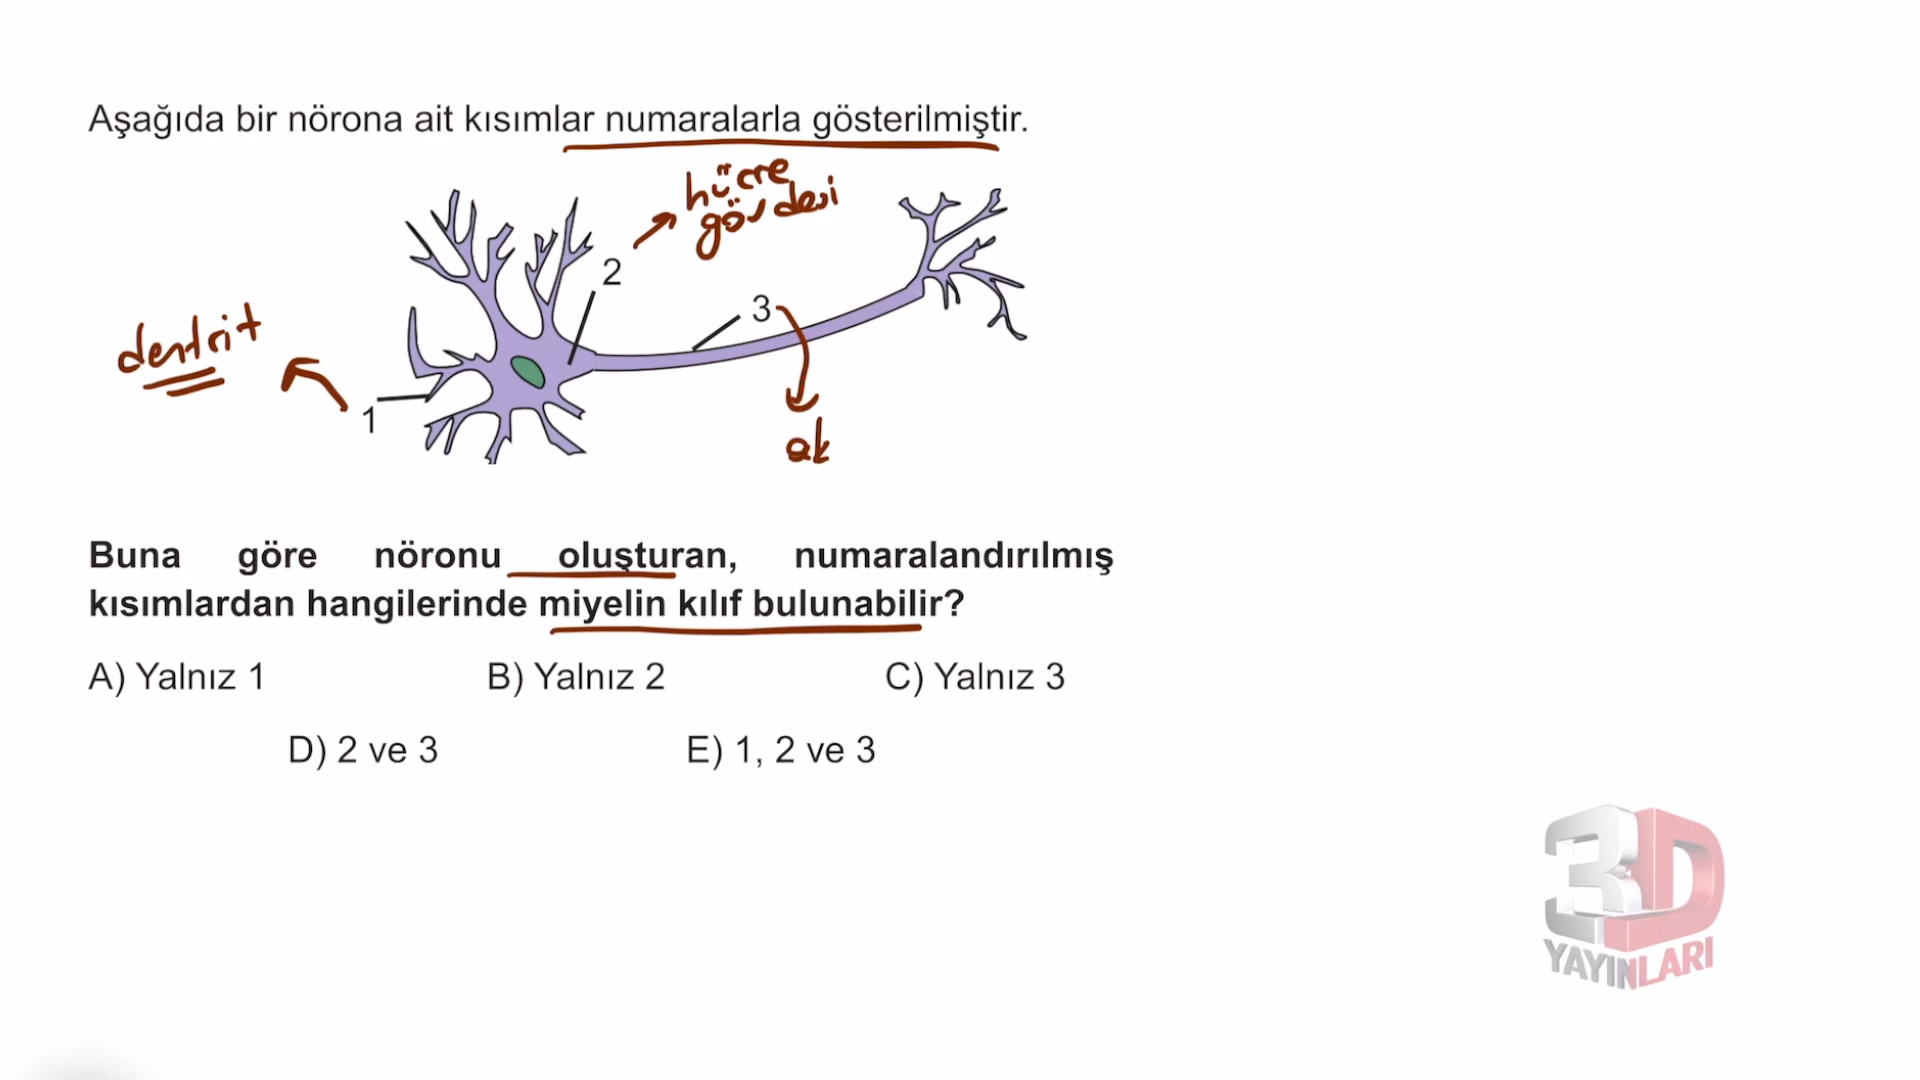 Aşağıda bir nörona ait kısımlar numaralarla gösterilmiştir.
hücre
gövdesi
2
3
dentrit
1
ak
Buna göre nöronu oluşturan, numaralandırılmış
kısımlardan hangilerinde miyelin kılıf bulunabilir?
A) Yalnız 1 B) Yalnız 2 C) Yalnız 3
D) 2 ve 3 E) 1, 2 ve 3
3D
YAYINLARI